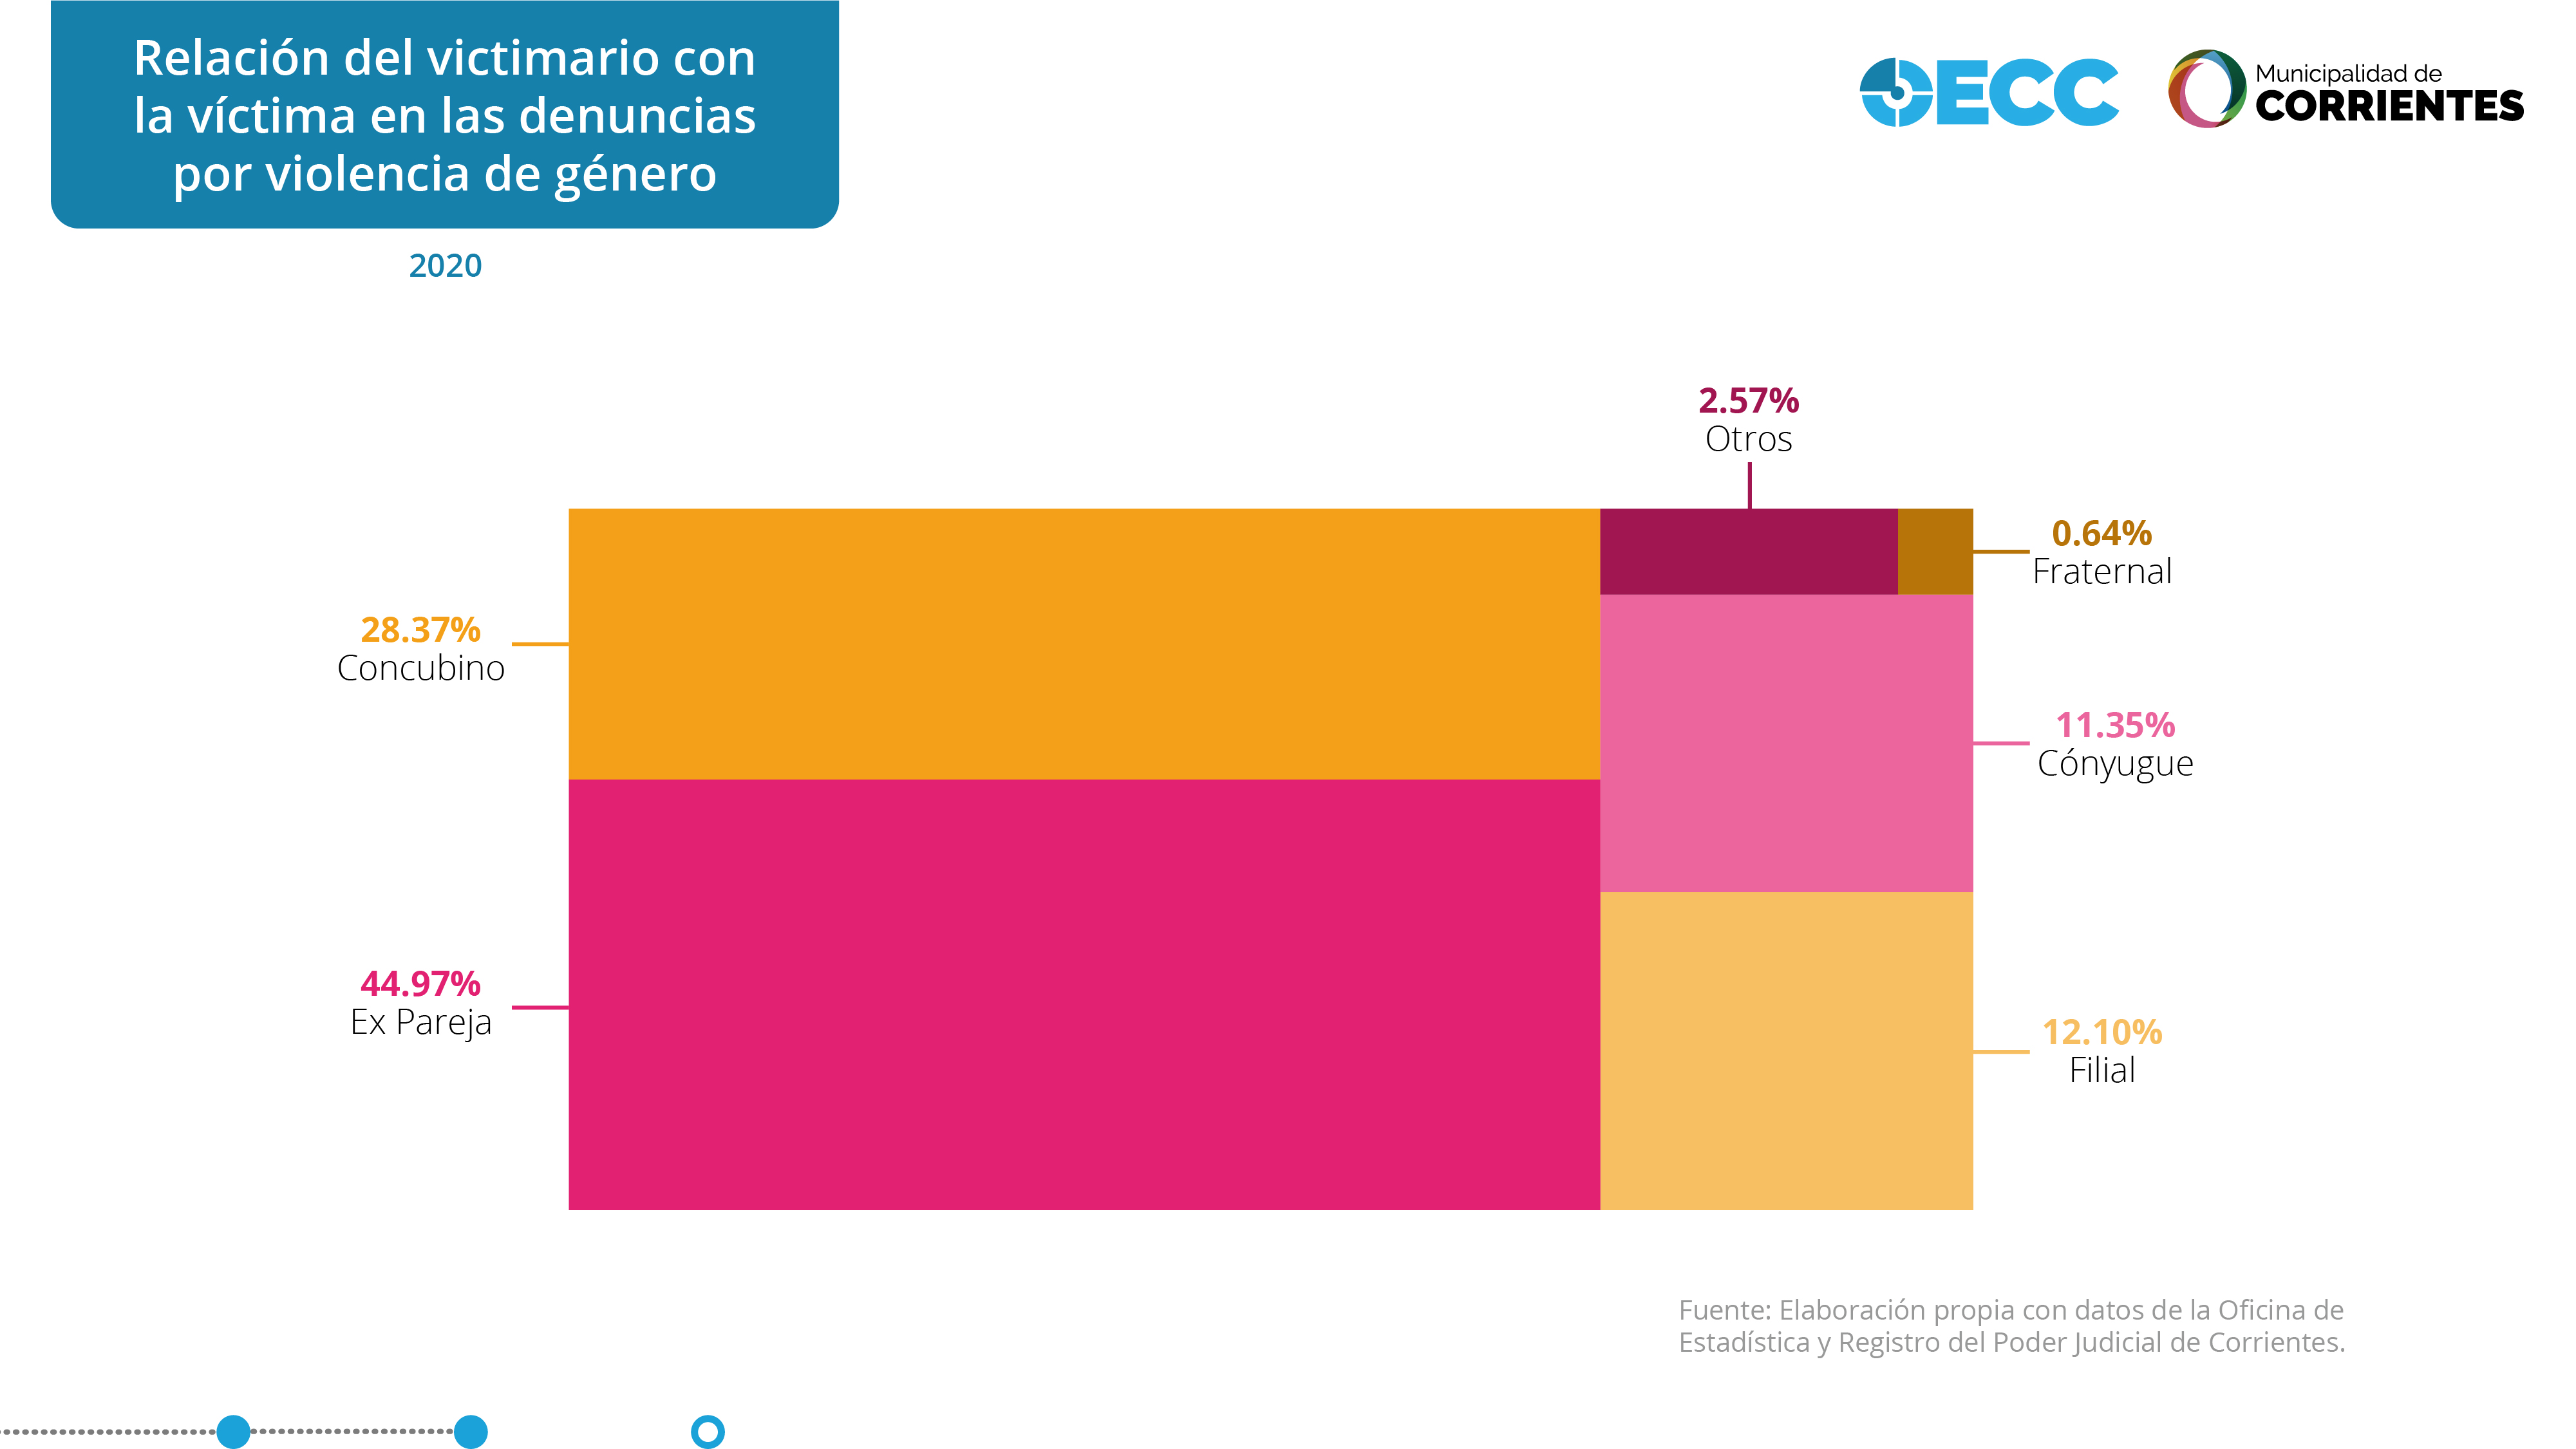 Relación del victimario con
la víctima en las denuncias
por violencia de género
2020
OECC
Municipalidad de
CORRIENTES
2.57%
Otros
0.64%
Fraternal
28.37%
Concubino
11.35%
Cónyugue
44.97%
Ex Pareja
12.10%
Filial
Fuente: Elaboración propia con datos de la Oficina de
Estadística y Registro del Poder Judicial de Corrientes.